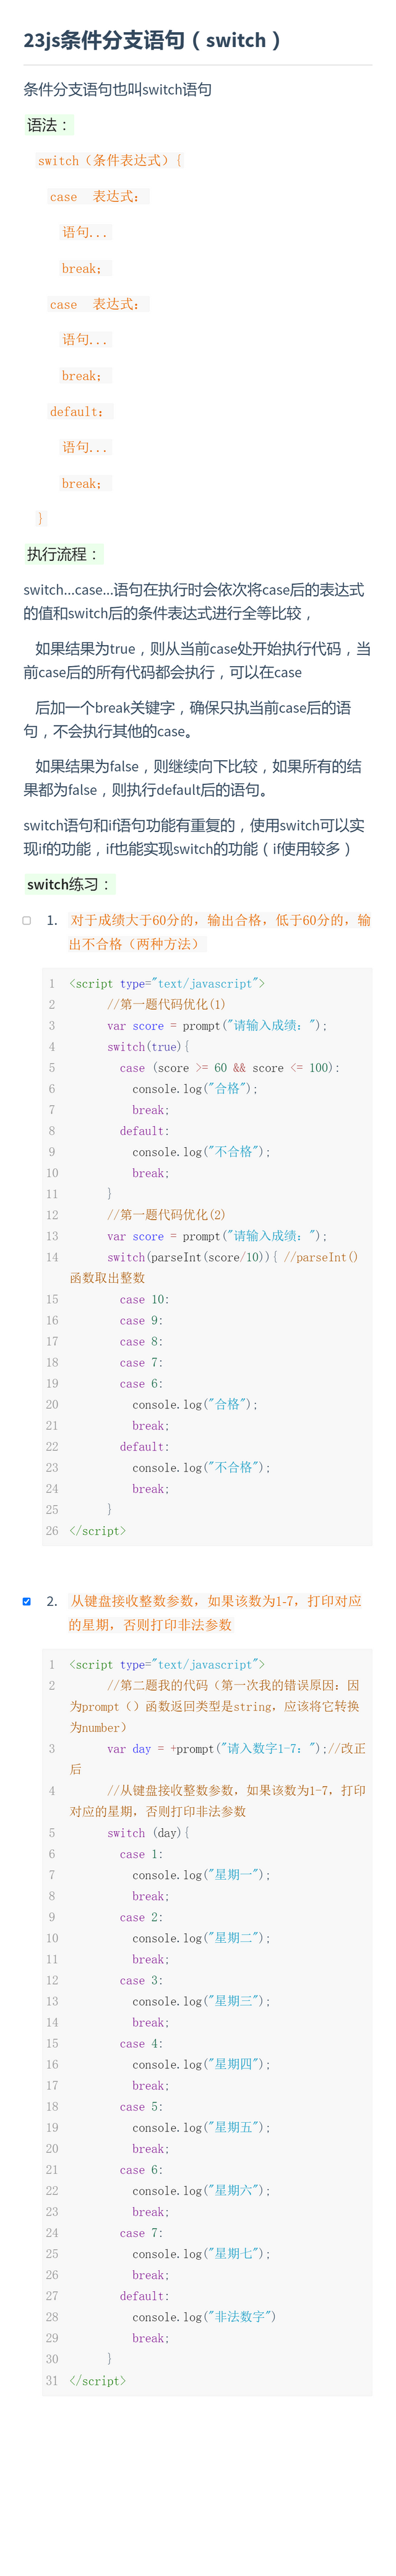 23js条件分支语句（switch）
条件分支语句也叫switch语句
语法：
switch（条件表达式）{
case  表达式：
语句...
break；
case  表达式：
语句...
break；
default：
语句...
break；
}
执行流程：
switch...case...语句在执行时会依次将case后的表达式
的值和switch后的条件表达式进行全等比较，
如果结果为true，则从当前case处开始执行代码，当
前case后的所有代码都会执行，可以在case
后加一个break关键字，确保只执当前case后的语
句，不会执行其他的case。
如果结果为false，则继续向下比较，如果所有的结
果都为false，则执行default后的语句。
switch语句和if语句功能有重复的，使用switch可以实
现if的功能，if也能实现switch的功能（if使用较多）
switch练习：
1. 对于成绩大于60分的，输出合格，低于60分的，输
出不合格（两种方法）
1 <script type="text/javascript">
2 //第一题代码优化(1)
3 var score = prompt("请输入成绩：");
4 switch(true){
5 case (score >= 60 && score <= 100):
6 console.log("合格");
7 break;
8 default:
9 console.log("不合格");
10 break;
11 }
12 //第一题代码优化(2)
13 var score = prompt("请输入成绩：");
14 switch(parseInt(score/10)){ //parseInt()
函数取出整数
15 case 10:
16 case 9:
17 case 8:
18 case 7:
19 case 6:
20 console.log("合格");
21 break;
22 default:
23 console.log("不合格");
24 break;
25 }
26 </script>
2. 从键盘接收整数参数，如果该数为1-7，打印对应
的星期，否则打印非法参数
1 <script type="text/javascript">
2 //第二题我的代码（第一次我的错误原因：因
为prompt（）函数返回类型是string，应该将它转换
为number）
3 var day = +prompt("请入数字1-7：");//改正
后
4 //从键盘接收整数参数，如果该数为1-7，打印
对应的星期，否则打印非法参数
5 switch (day){
6 case 1:
7 console.log("星期一");
8 break;
9 case 2:
10 console.log("星期二");
11 break;
12 case 3:
13 console.log("星期三");
14 break;
15 case 4:
16 console.log("星期四");
17 break;
18 case 5:
19 console.log("星期五");
20 break;
21 case 6:
22 console.log("星期六");
23 break;
24 case 7:
25 console.log("星期七");
26 break;
27 default:
28 console.log("非法数字")
29 break;
30 }
31 </script>